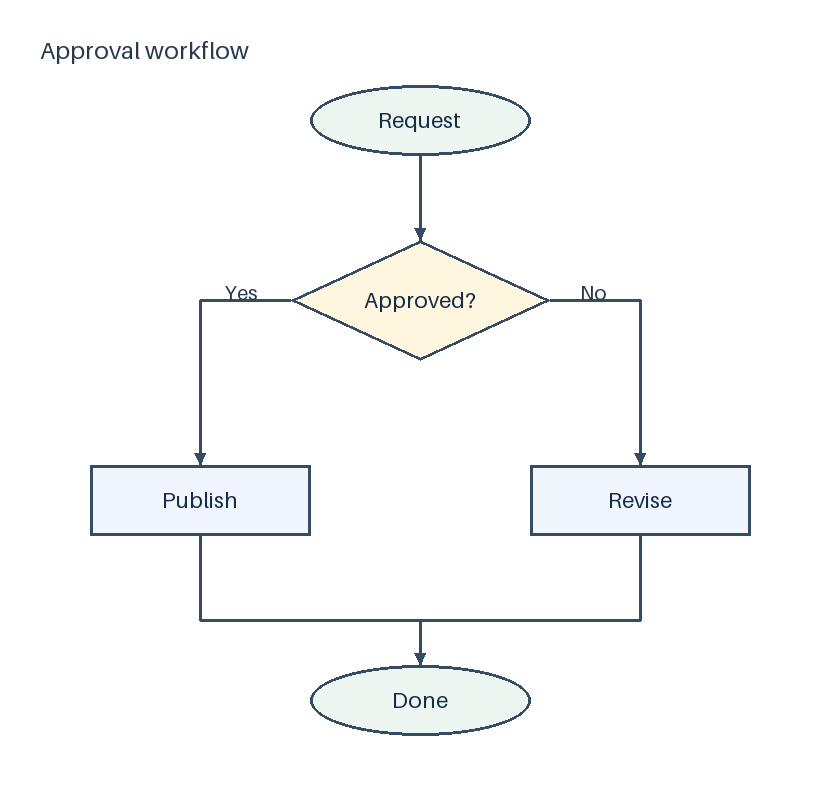 Approval workflow
Request
Approved?
Yes
No
Publish
Revise
Done